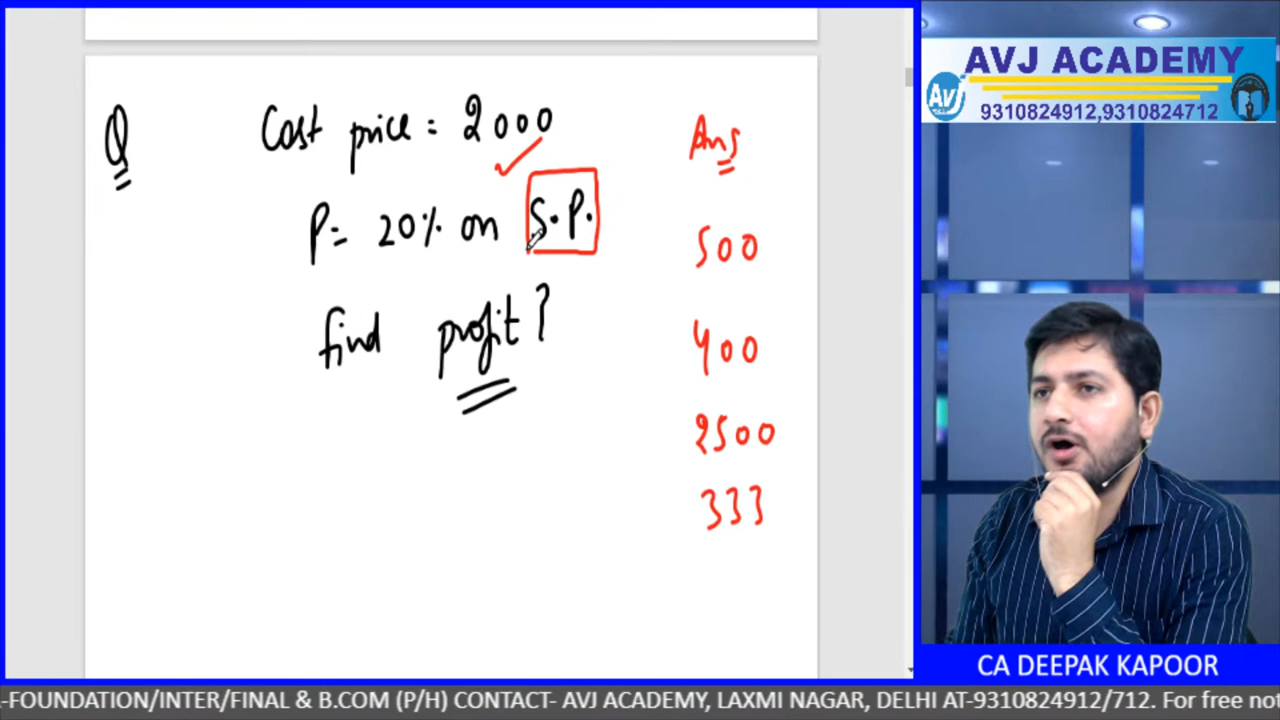 Q Cost price = 2000
P = 20% on S.P.
find profit?
Ans
500
400
2500
333
AVJ ACADEMY
AV
9310824912,9310824712
CA DEEPAK KAPOOR
-FOUNDATION/INTER/FINAL & B.COM (P/H) CONTACT- AVJ ACADEMY, LAXMI NAGAR, DELHI AT-9310824912/712. For free not